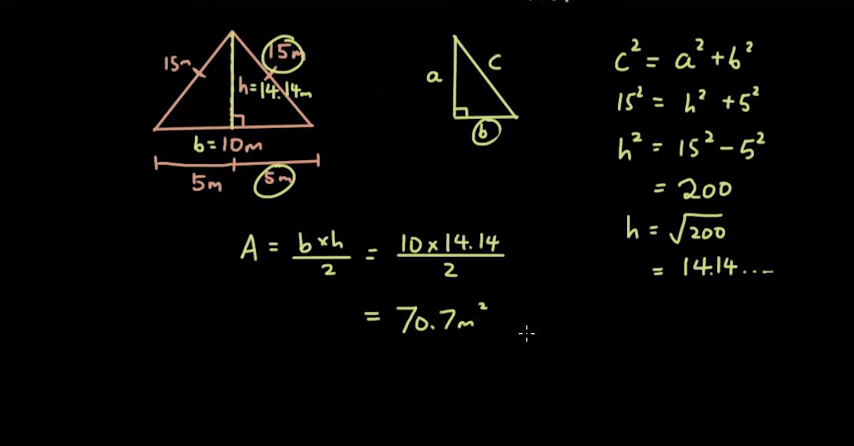 15m
15m
h=14.14m
b=10m
5m
5m
a
c
b
c² = a² + b²
15² = h² + 5²
h² = 15² - 5²
= 200
h = √200
= 14.14....
A = b×h/2 = 10×14.14/2
= 70.7m²